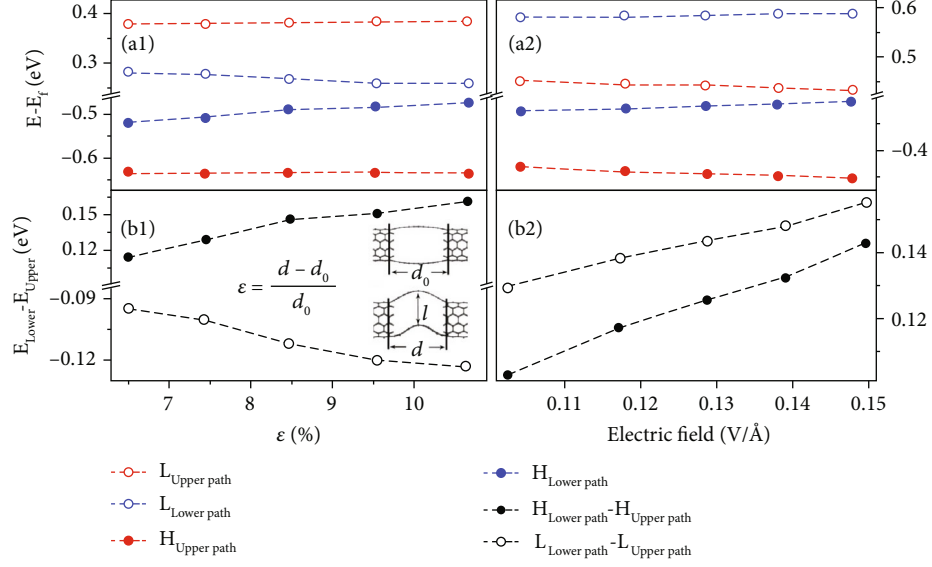 0.4
0.3
−0.5
−0.6
E-E_f (eV)
(a1)
(a2)
0.6
0.5
−0.4
0.15
0.12
−0.09
−0.12
E_Lower-E_Upper (eV)
(b1)
ε = (d − d_0)/d_0
d_0
l
d
(b2)
0.14
0.12
7 8 9 10
ε (%)
0.11 0.12 0.13 0.14 0.15
Electric field (V/Å)
L_Upper path
L_Lower path
H_Upper path
H_Lower path
H_Lower path-H_Upper path
L_Lower path-L_Upper path